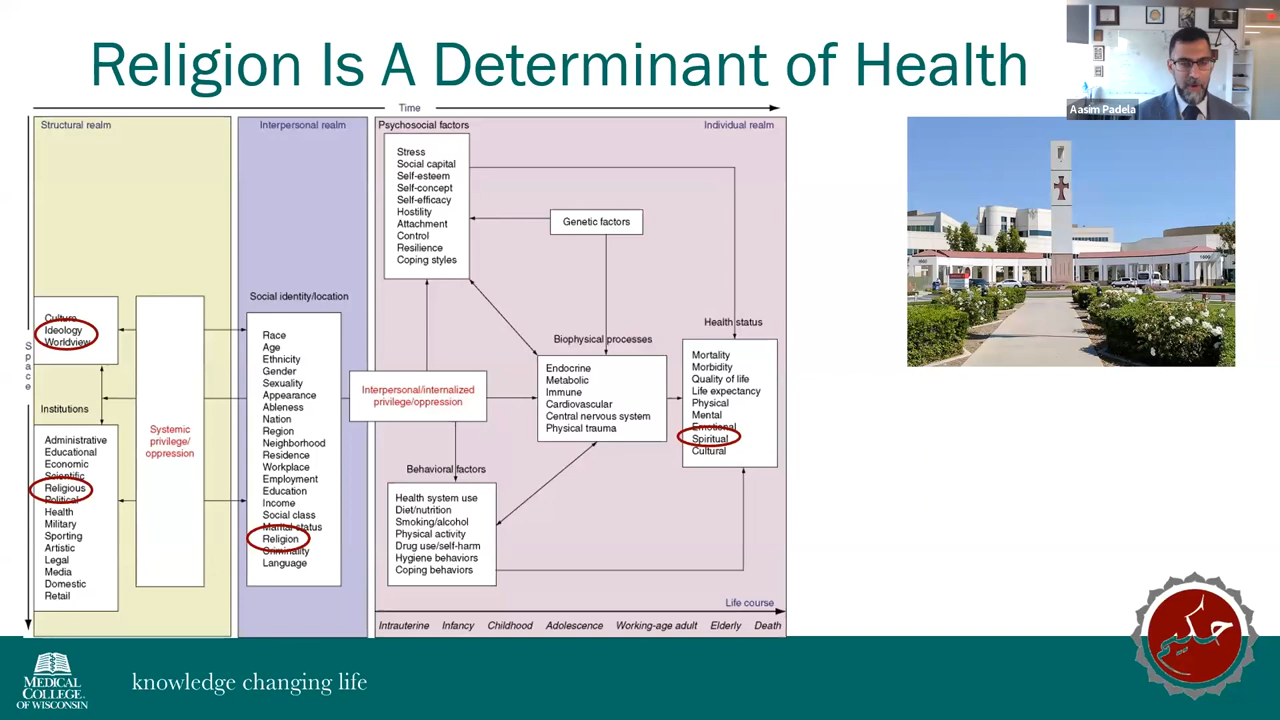 Religion Is A Determinant of Health
Aasim Padela
Time
Space
Structural realm
Culture
Ideology
Worldview
Institutions
Administrative
Educational
Economic
Scientific
Religious
Political
Health
Military
Sporting
Artistic
Legal
Media
Domestic
Retail
Systemic
privilege/
oppression
Interpersonal realm
Social identity/location
Race
Age
Ethnicity
Gender
Sexuality
Appearance
Ableness
Nation
Region
Neighborhood
Residence
Workplace
Employment
Education
Income
Social class
Marital status
Religion
Criminality
Language
Individual realm
Psychosocial factors
Stress
Social capital
Self-esteem
Self-concept
Self-efficacy
Hostility
Attachment
Control
Resilience
Coping styles
Genetic factors
Interpersonal/internalized
privilege/oppression
Biophysical processes
Endocrine
Metabolic
Immune
Cardiovascular
Central nervous system
Physical trauma
Health status
Mortality
Morbidity
Quality of life
Life expectancy
Physical
Mental
Emotional
Spiritual
Cultural
Behavioral factors
Health system use
Diet/nutrition
Smoking/alcohol
Physical activity
Drug use/self-harm
Hygiene behaviors
Coping behaviors
Life course
Intrauterine Infancy Childhood Adolescence Working-age adult Elderly Death
MEDICAL
COLLEGE
OF WISCONSIN
knowledge changing life
حكيم